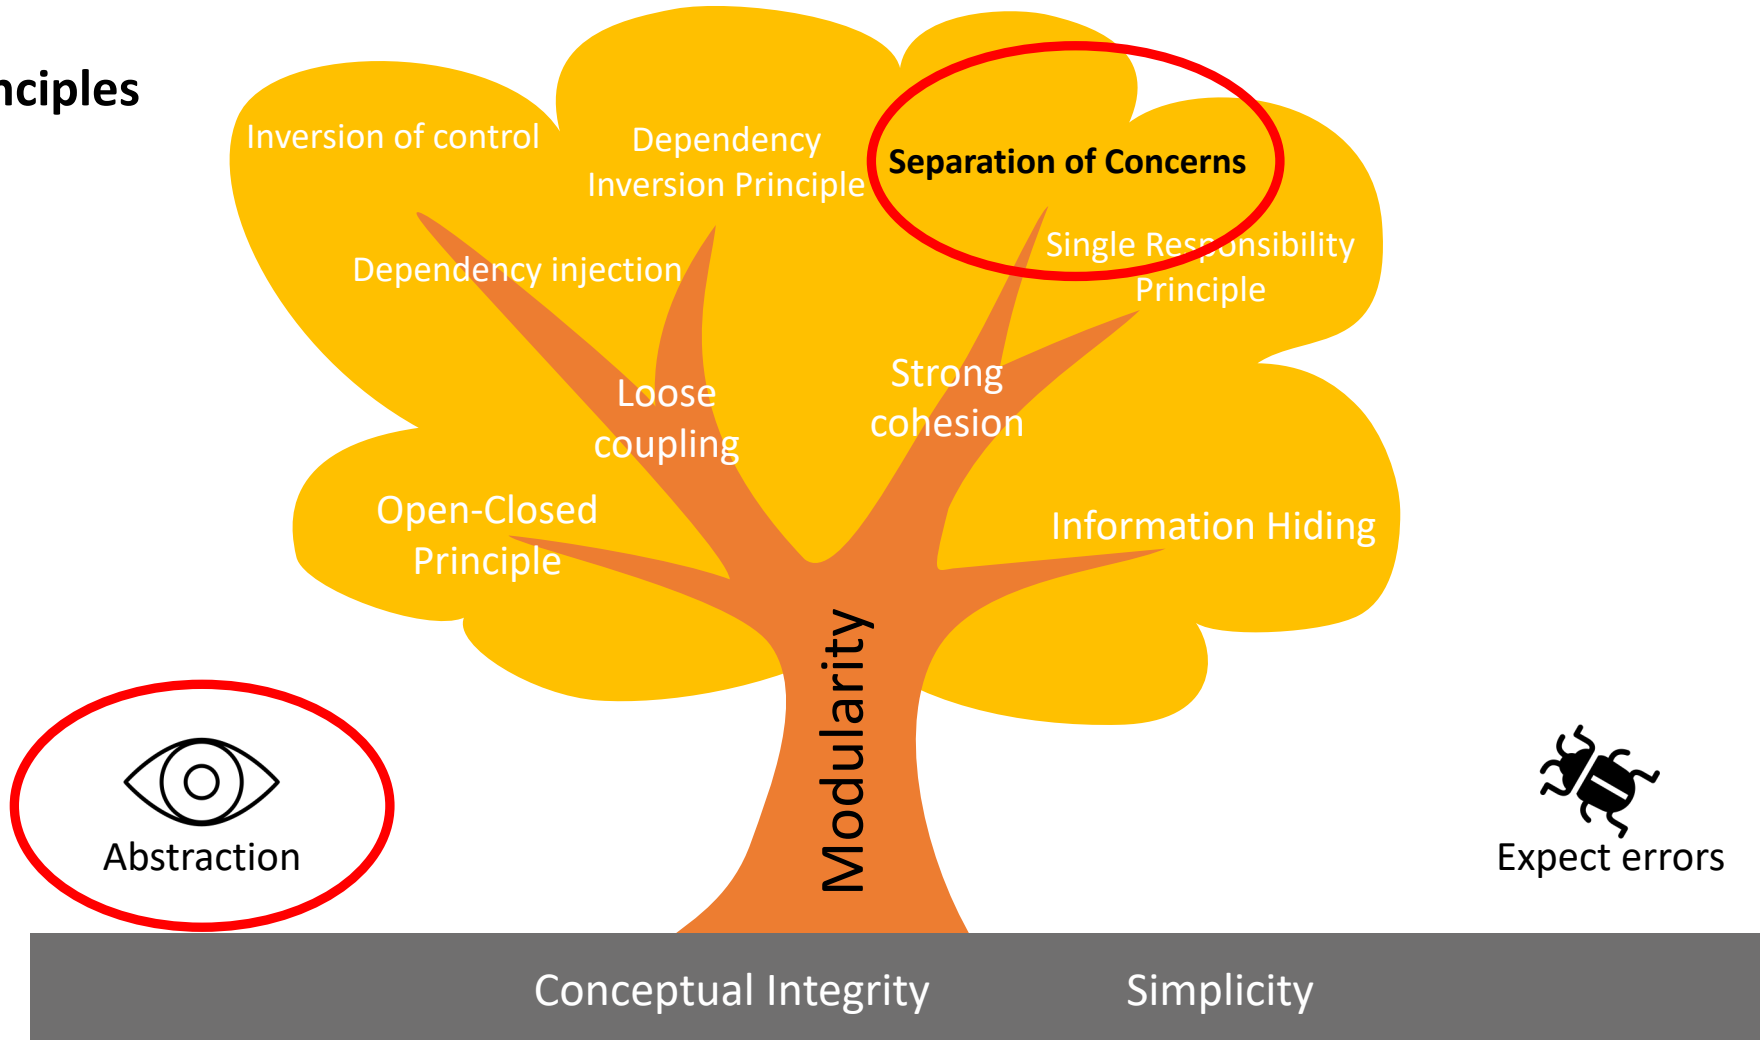 nciples
Inversion of control
Dependency
Inversion Principle
Separation of Concerns
Single Responsibility
Principle
Dependency injection
Loose
coupling
Strong
cohesion
Open-Closed
Principle
Information Hiding
Modularity
Abstraction
Expect errors
Conceptual Integrity
Simplicity